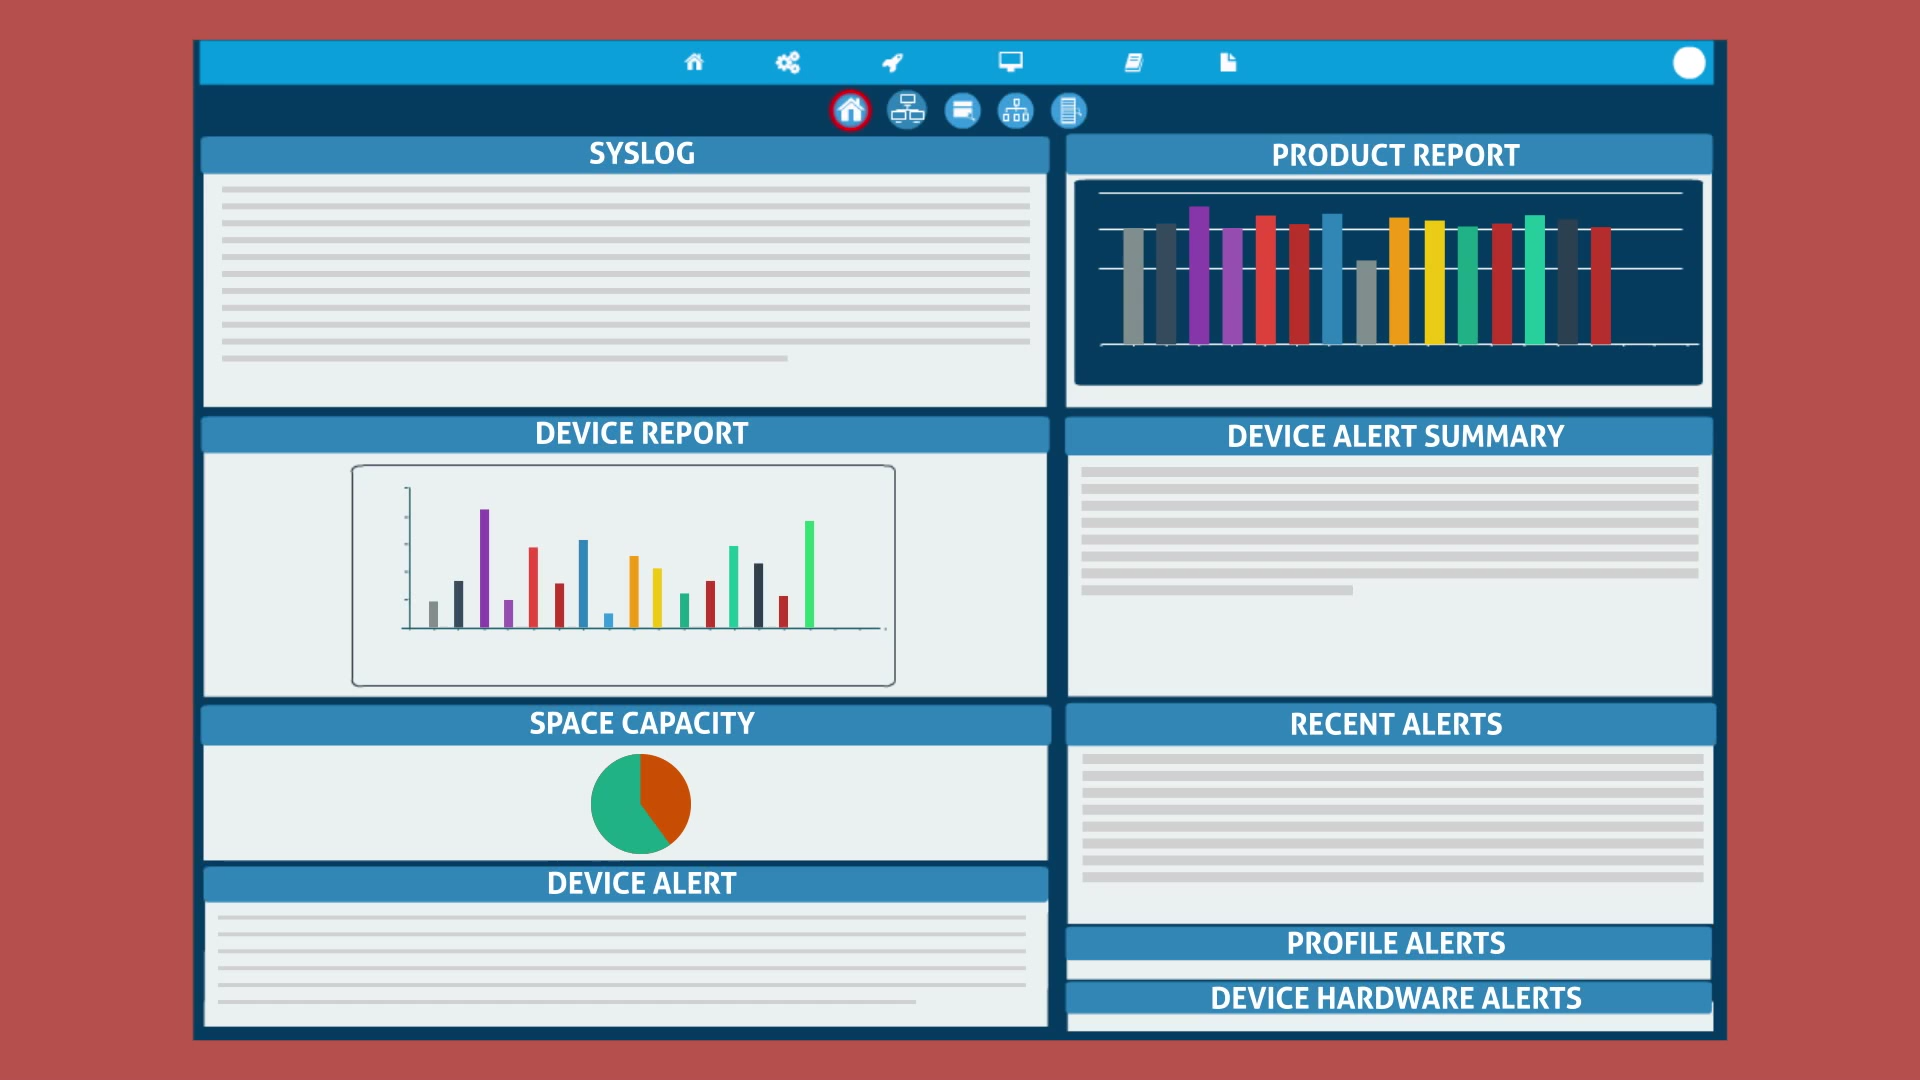 SYSLOG
PRODUCT REPORT
DEVICE REPORT
DEVICE ALERT SUMMARY
SPACE CAPACITY
RECENT ALERTS
DEVICE ALERT
PROFILE ALERTS
DEVICE HARDWARE ALERTS